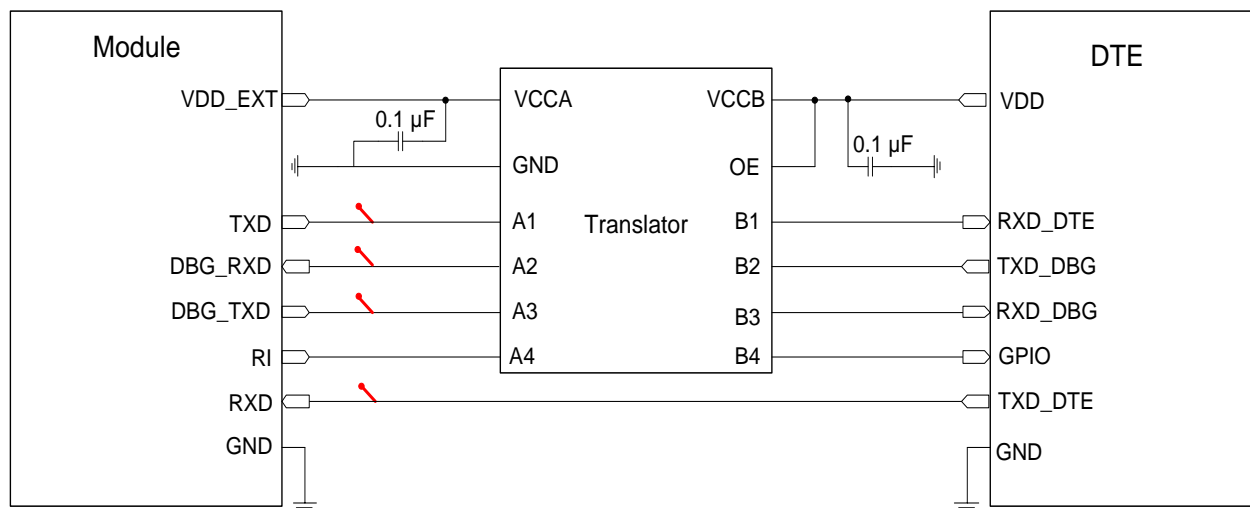 Module
DTE
VDD_EXT
VCCA
VCCB
VDD
0.1 µF
0.1 µF
GND
OE
TXD
A1
Translator
B1
RXD_DTE
DBG_RXD
A2
B2
TXD_DBG
DBG_TXD
A3
B3
RXD_DBG
RI
A4
B4
GPIO
RXD
TXD_DTE
GND
GND